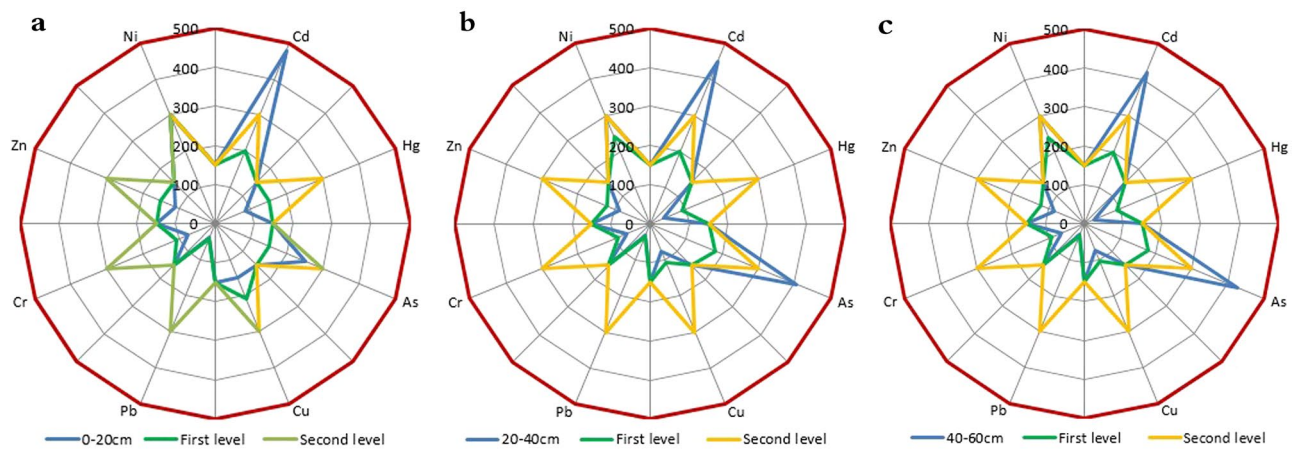 a
500
400
300
200
100
0
Ni
Cd
Zn
Hg
Cr
As
Pb
Cu
0-20cm First level Second level
b
500
400
300
200
100
0
Ni
Cd
Zn
Hg
Cr
As
Pb
Cu
20-40cm First level Second level
c
500
400
300
200
100
0
Ni
Cd
Zn
Hg
Cr
As
Pb
Cu
40-60cm First level Second level